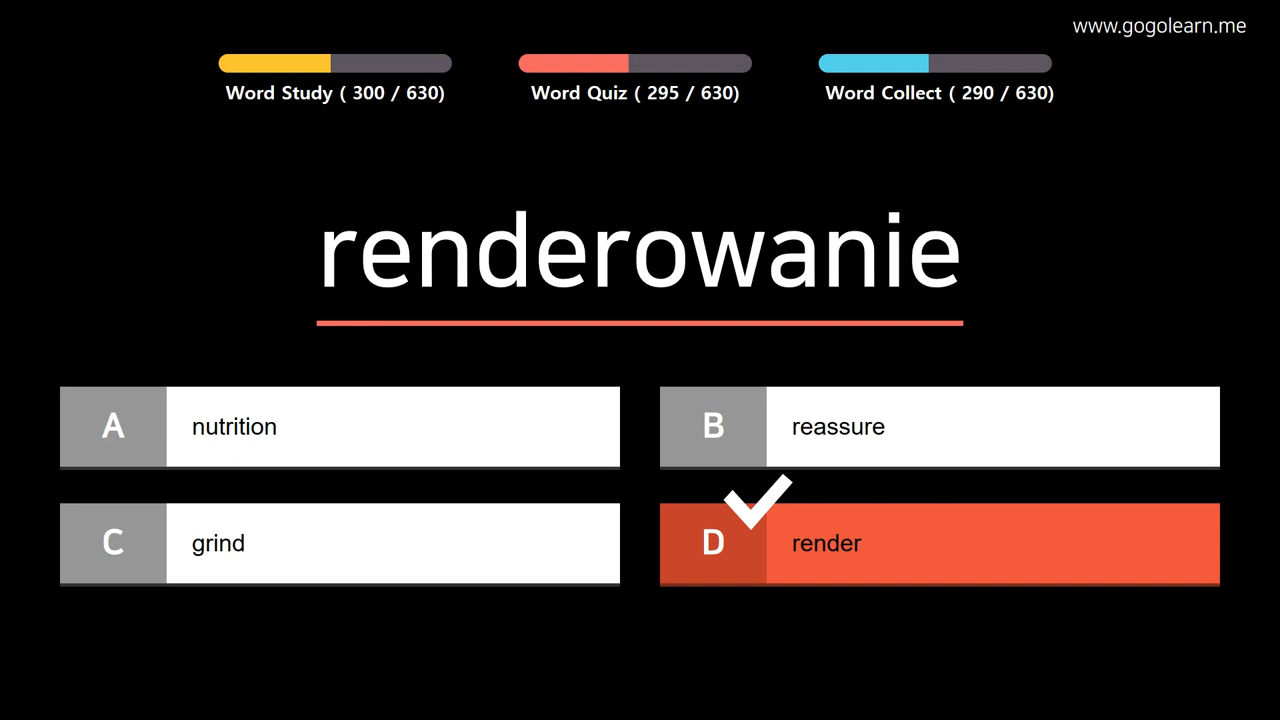 www.gogolearn.me
Word Study ( 300 / 630)
Word Quiz ( 295 / 630)
Word Collect ( 290 / 630)
renderowanie
A nutrition
B reassure
C grind
D render